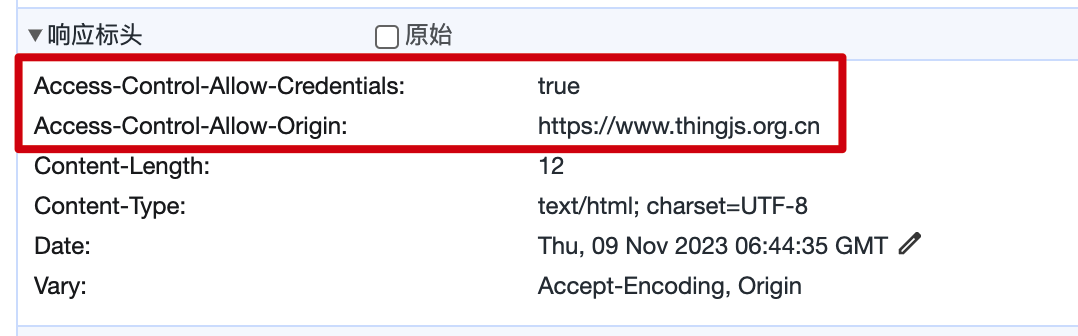 响应标头 原始
Access-Control-Allow-Credentials: true
Access-Control-Allow-Origin: https://www.thingjs.org.cn
Content-Length: 12
Content-Type: text/html; charset=UTF-8
Date: Thu, 09 Nov 2023 06:44:35 GMT
Vary: Accept-Encoding, Origin